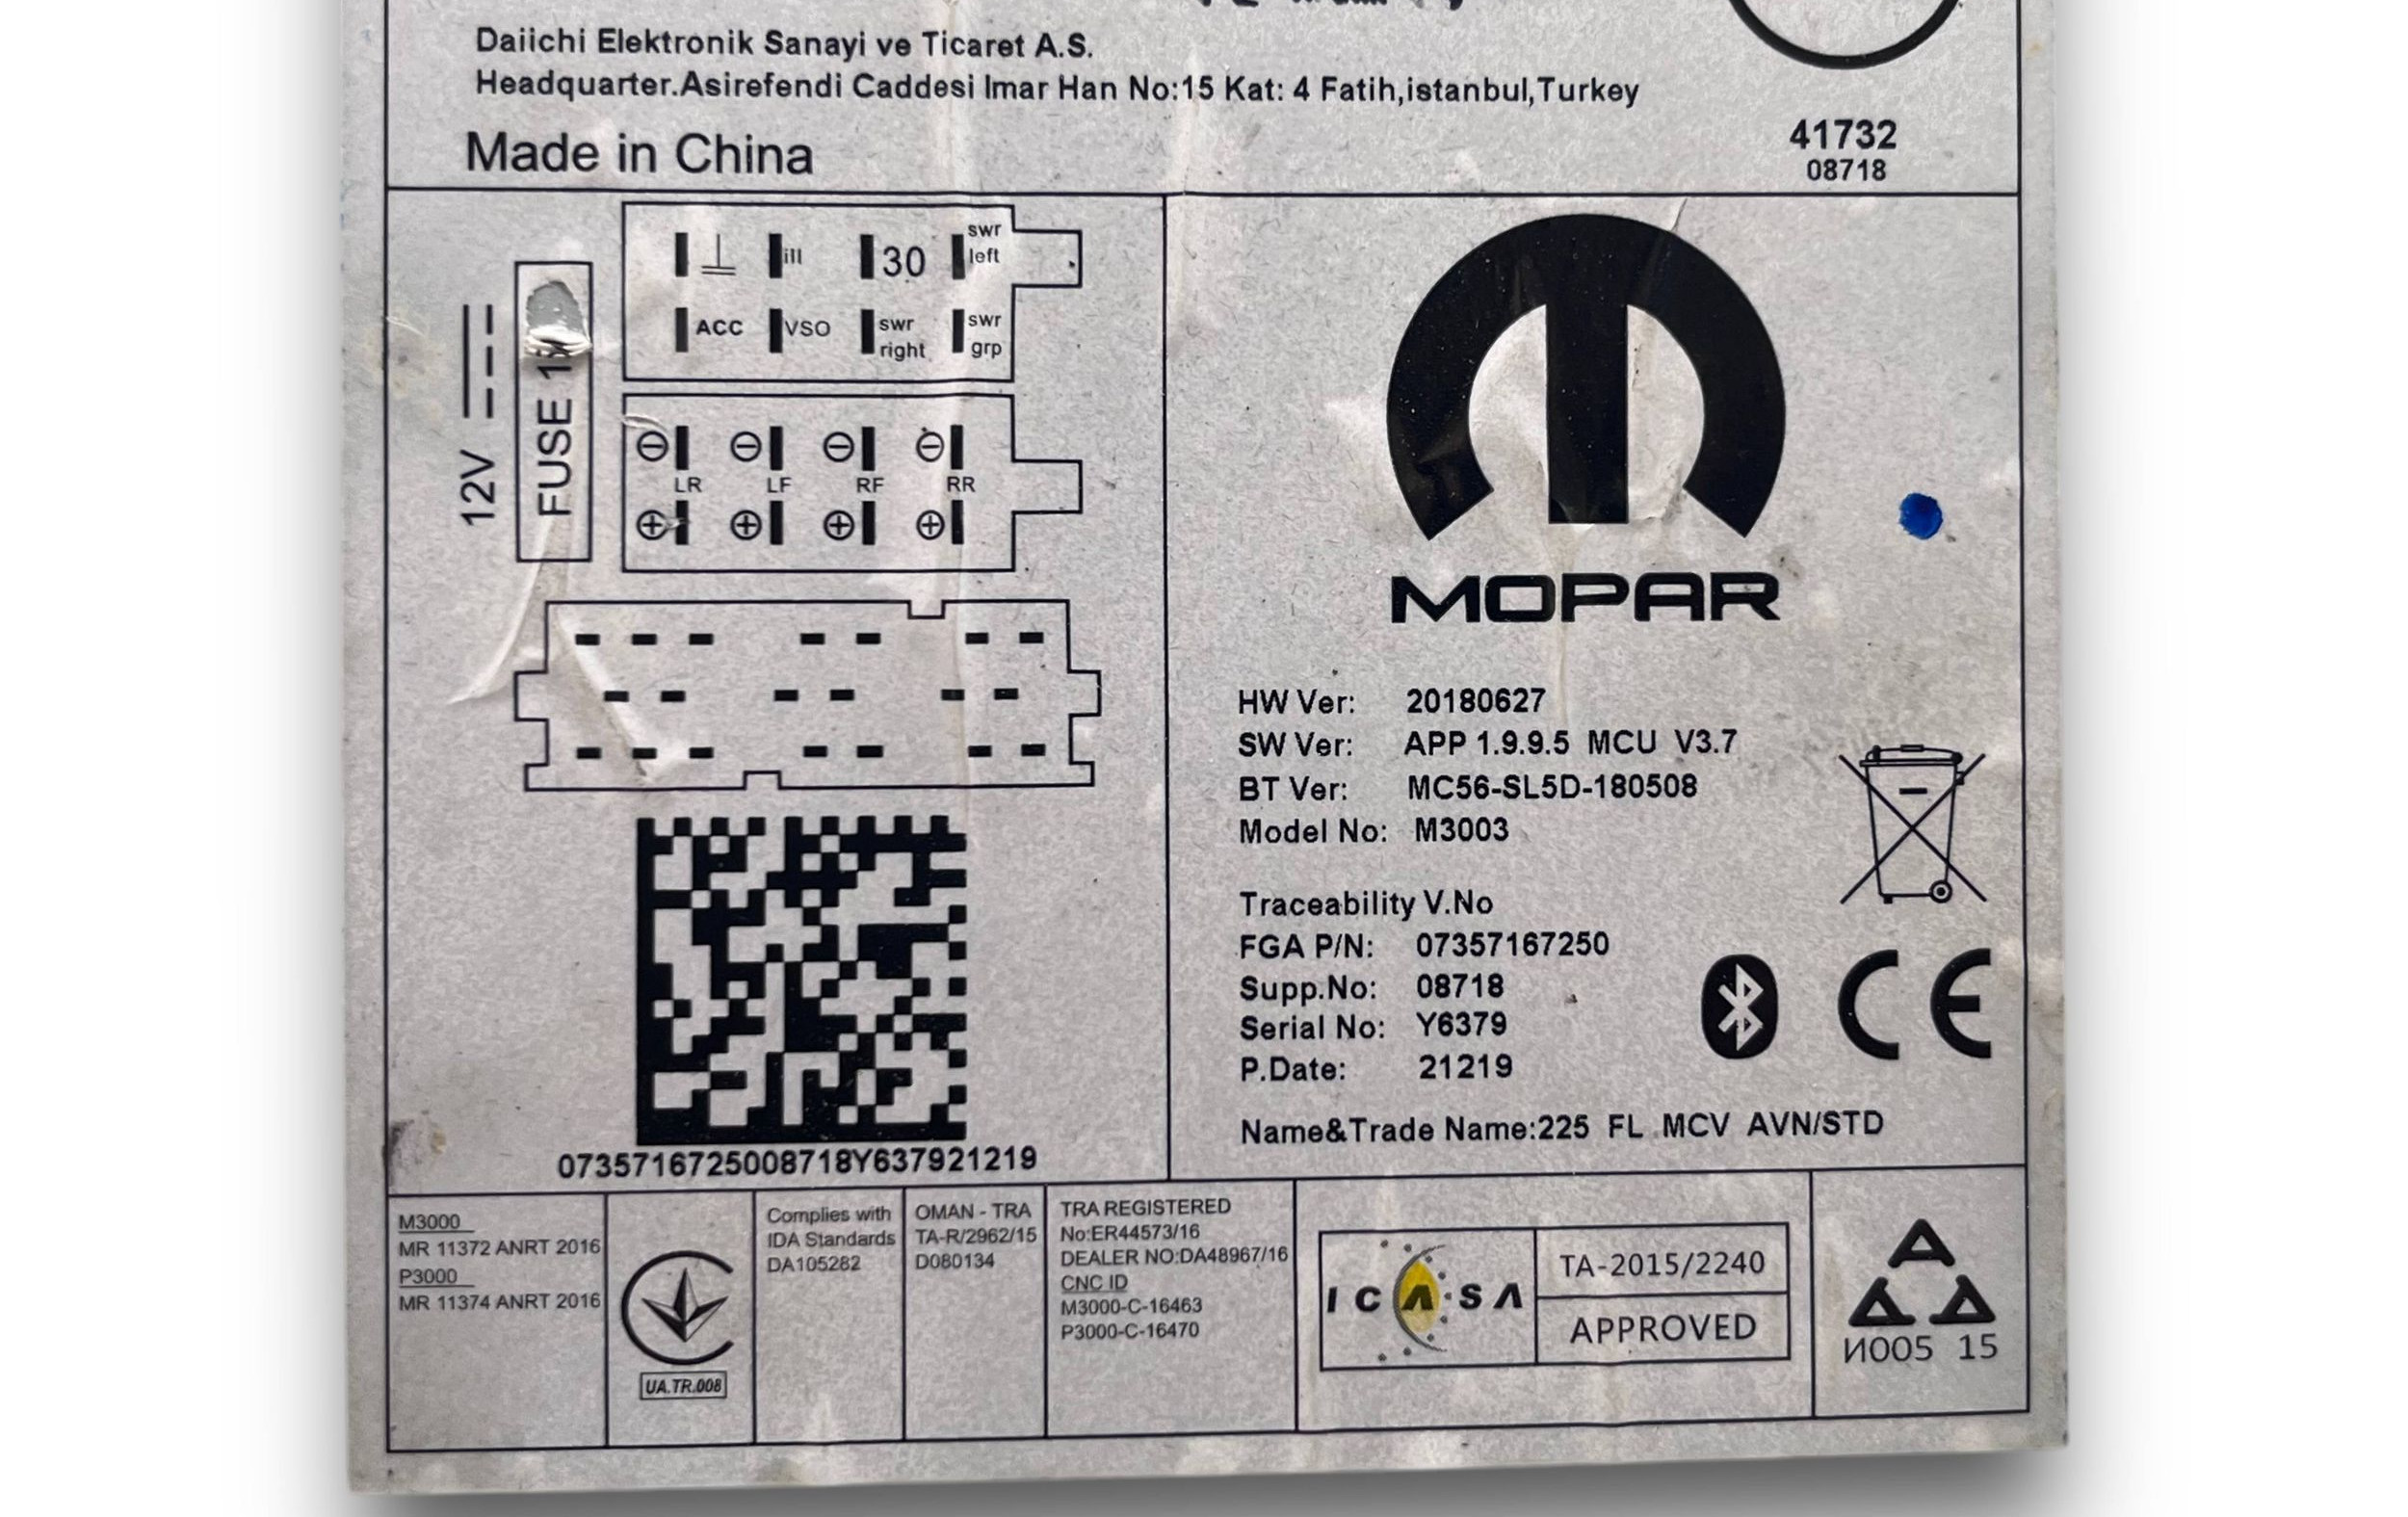 Daiichi Elektronik Sanayi ve Ticaret A.S.
Headquarter.Asirefendi Caddesi Imar Han No:15 Kat: 4 Fatih,istanbul,Turkey
Made in China
41732
08718
12V
FUSE
ill
30
swr
left
ACC
VSO
swr
right
swr
grp
LR LF RF RR
MOPAR
HW Ver: 20180627
SW Ver: APP 1.9.9.5 MCU V3.7
BT Ver: MC56-SL5D-180508
Model No: M3003
Traceability V.No
FGA P/N: 07357167250
Supp.No: 08718
Serial No: Y6379
P.Date: 21219
Name&Trade Name:225 FL MCV AVN/STD
0735716725008718Y637921219
M3000
MR 11372 ANRT 2016
P3000
MR 11374 ANRT 2016
UA.TR.008
Complies with
IDA Standards
DA105282
OMAN - TRA
TA-R/2962/15
D080134
TRA REGISTERED
No:ER44573/16
DEALER NO:DA48967/16
CNC ID
M3000-C-16463
P3000-C-16470
ICASA
TA-2015/2240
APPROVED
CE
И005 15